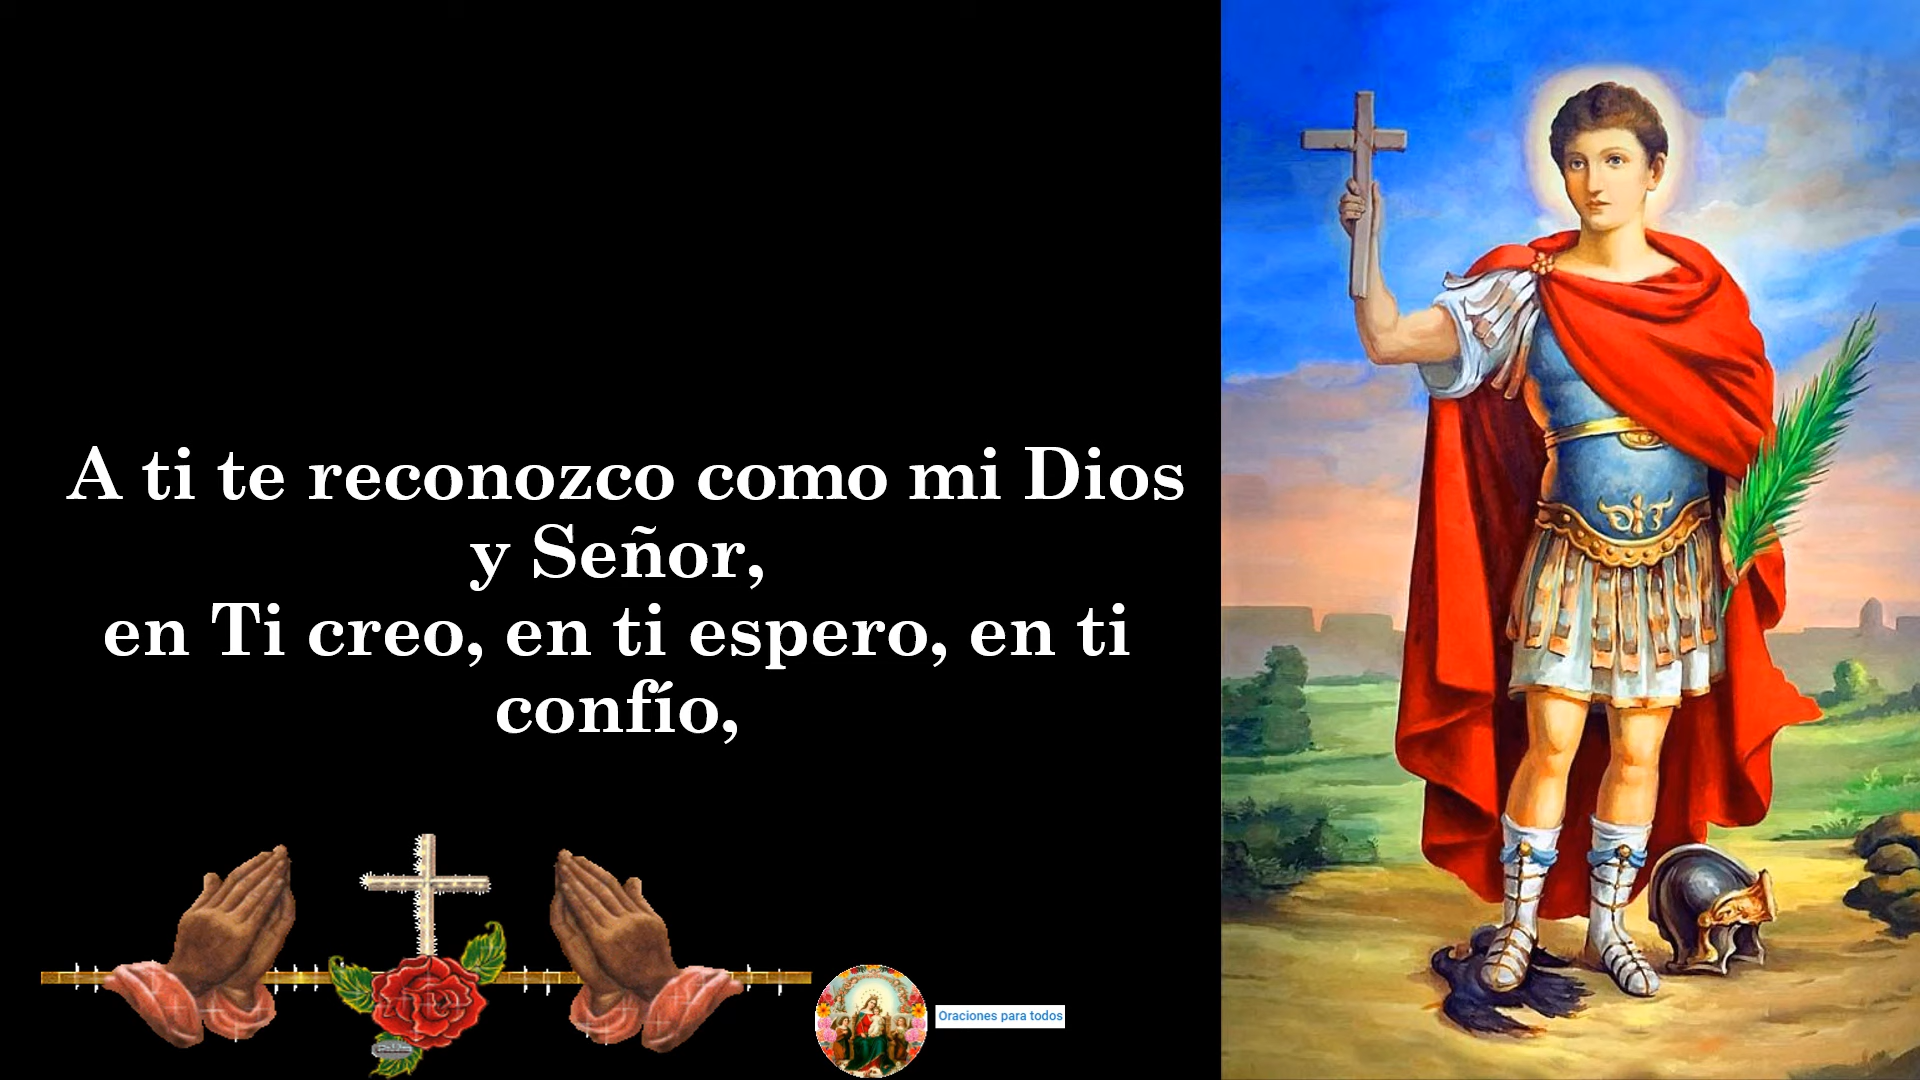 A ti te reconozco como mi Dios
y Señor,
en Ti creo, en ti espero, en ti
confío,
Oraciones para todos